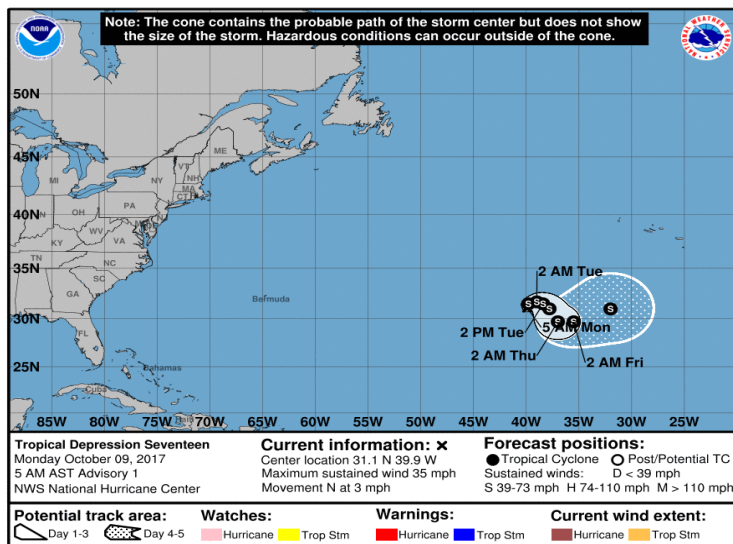 Note: The cone contains the probable path of the storm center but does not show
the size of the storm. Hazardous conditions can occur outside of the cone.
NOAA
50N
45N
40N
35N
30N
25N
ME
VT
NH
MI
NY
MA
CT
PA
OH
WV
KY
VA
TN
NC
SC
GA
FL
Bermuda
Bahamas
Cuba
2 AM Tue
2 PM Tue
5 AM Mon
2 AM Thu
2 AM Fri
S
S
S
S
S
S
S
85W 80W 75W 70W 65W 60W 55W 50W 45W 40W 35W 30W 25W
Tropical Depression Seventeen
Monday October 09, 2017
5 AM AST Advisory 1
NWS National Hurricane Center
Current information: x
Center location 31.1 N 39.9 W
Maximum sustained wind 35 mph
Movement N at 3 mph
Forecast positions:
Tropical Cyclone Post/Potential TC
Sustained winds: D < 39 mph
S 39-73 mph H 74-110 mph M > 110 mph
Potential track area:
Day 1-3 Day 4-5
Watches:
Hurricane Trop Stm
Warnings:
Hurricane Trop Stm
Current wind extent:
Hurricane Trop Stm